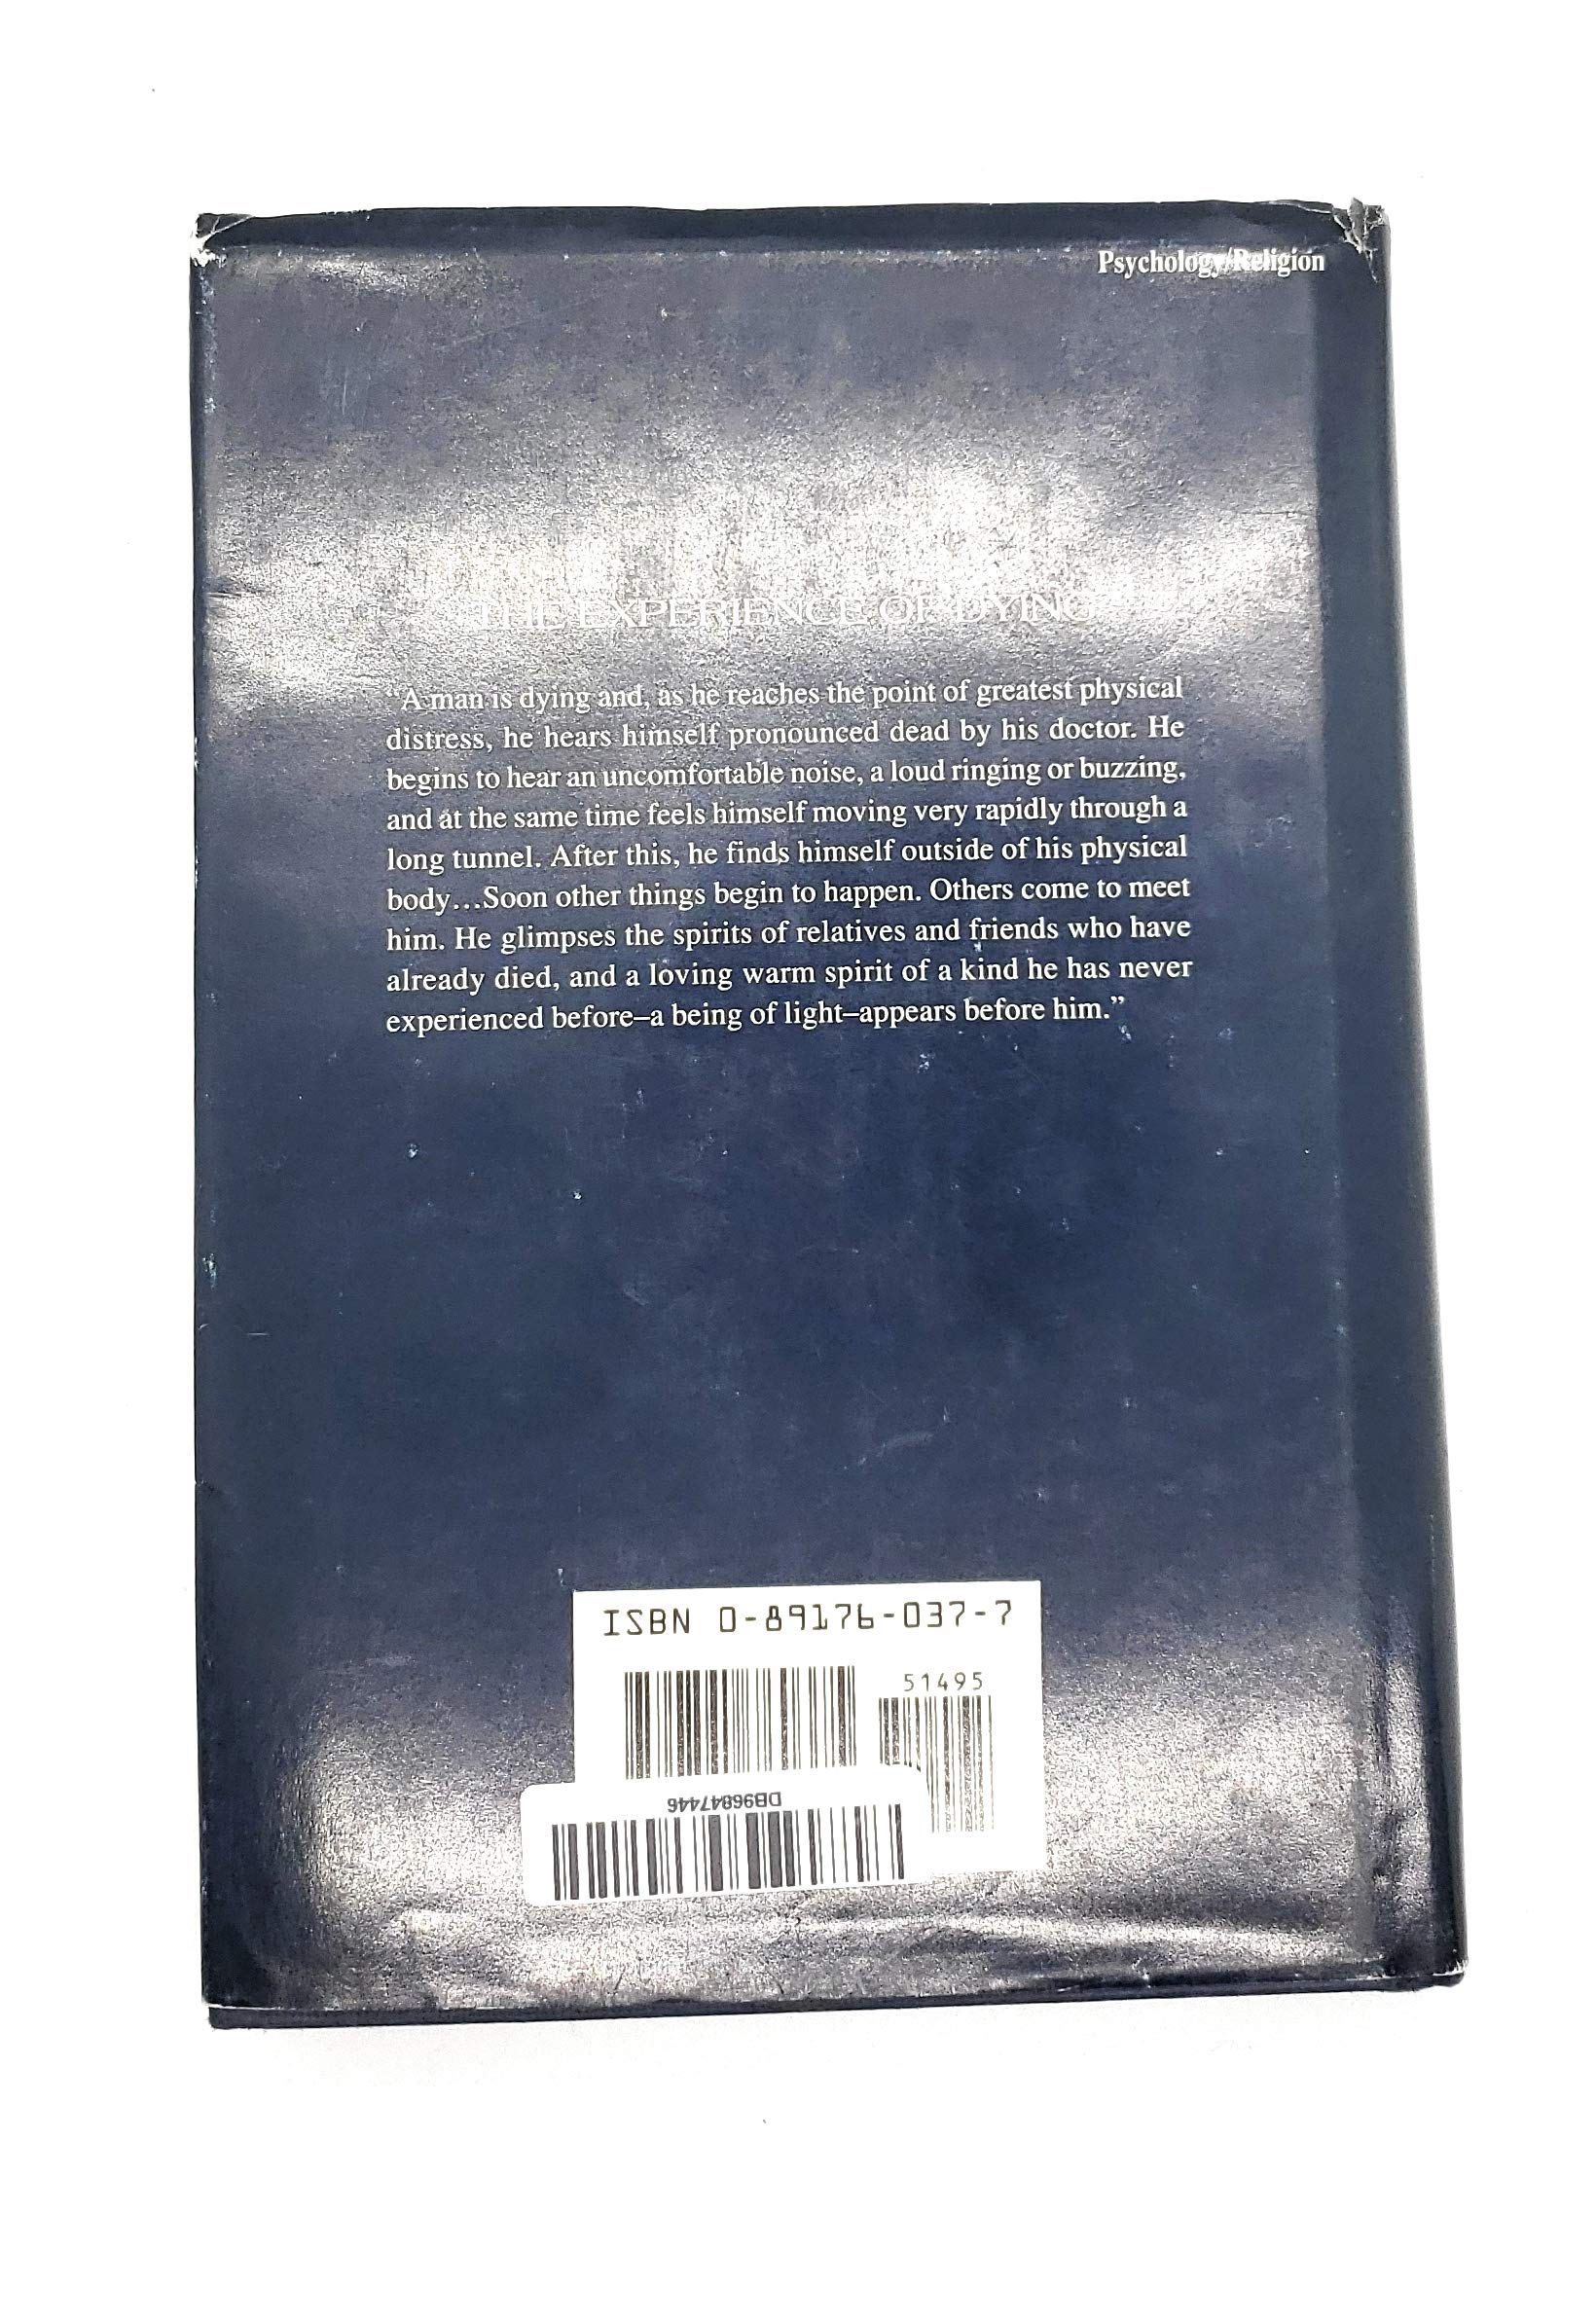 Psychology/Religion
THE EXPERIENCE OF DYING
“A man is dying and, as he reaches the point of greatest physical
distress, he hears himself pronounced dead by his doctor. He
begins to hear an uncomfortable noise, a loud ringing or buzzing,
and at the same time feels himself moving very rapidly through a
long tunnel. After this, he finds himself outside of his physical
body...Soon other things begin to happen. Others come to meet
him. He glimpses the spirits of relatives and friends who have
already died, and a loving warm spirit of a kind he has never
experienced before–a being of light–appears before him.”
ISBN 0-89176-037-7
51495
DB96847446